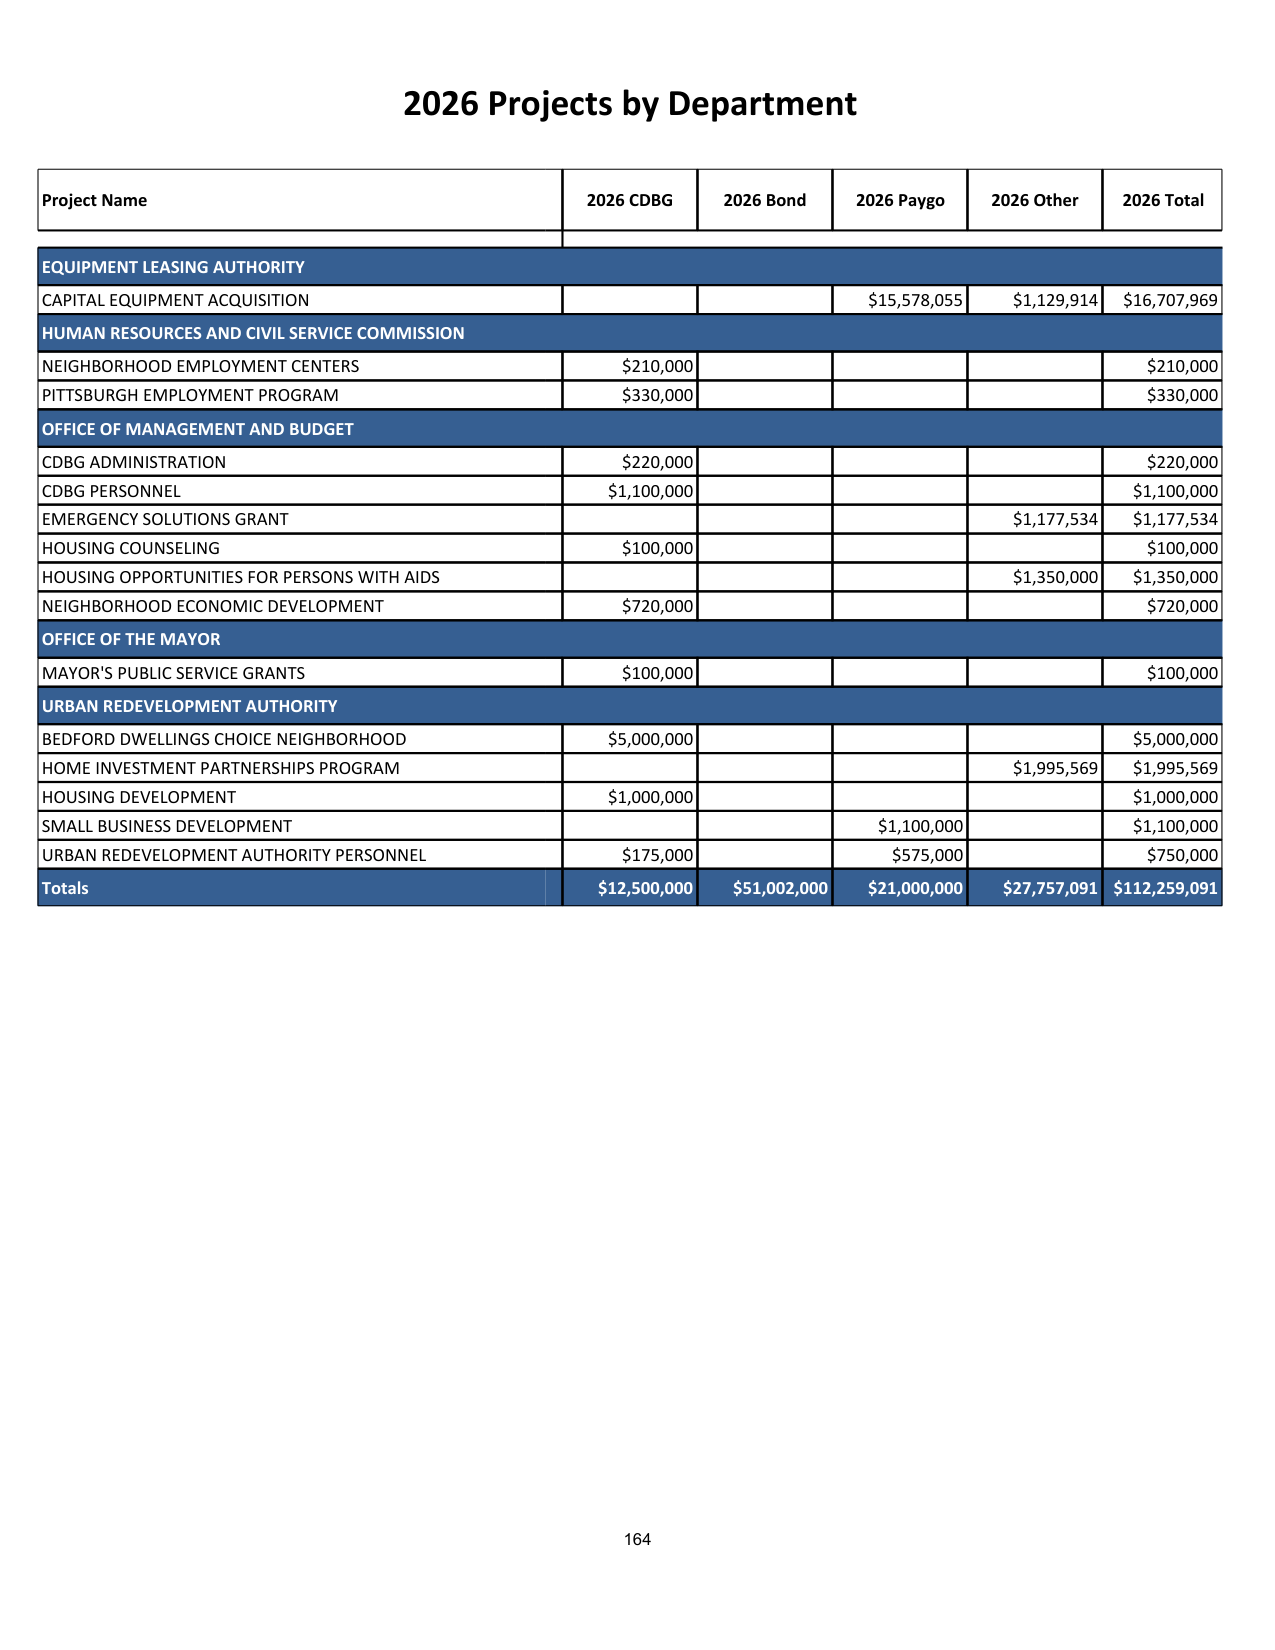 2026 Projects by Department
Project Name 2026 CDBG 2026 Bond 2026 Paygo 2026 Other 2026 Total
EQUIPMENT LEASING AUTHORITY
CAPITAL EQUIPMENT ACQUISITION $15,578,055 $1,129,914 $16,707,969
HUMAN RESOURCES AND CIVIL SERVICE COMMISSION
NEIGHBORHOOD EMPLOYMENT CENTERS $210,000 $210,000
PITTSBURGH EMPLOYMENT PROGRAM $330,000 $330,000
OFFICE OF MANAGEMENT AND BUDGET
CDBG ADMINISTRATION $220,000 $220,000
CDBG PERSONNEL $1,100,000 $1,100,000
EMERGENCY SOLUTIONS GRANT $1,177,534 $1,177,534
HOUSING COUNSELING $100,000 $100,000
HOUSING OPPORTUNITIES FOR PERSONS WITH AIDS $1,350,000 $1,350,000
NEIGHBORHOOD ECONOMIC DEVELOPMENT $720,000 $720,000
OFFICE OF THE MAYOR
MAYOR'S PUBLIC SERVICE GRANTS $100,000 $100,000
URBAN REDEVELOPMENT AUTHORITY
BEDFORD DWELLINGS CHOICE NEIGHBORHOOD $5,000,000 $5,000,000
HOME INVESTMENT PARTNERSHIPS PROGRAM $1,995,569 $1,995,569
HOUSING DEVELOPMENT $1,000,000 $1,000,000
SMALL BUSINESS DEVELOPMENT $1,100,000 $1,100,000
URBAN REDEVELOPMENT AUTHORITY PERSONNEL $175,000 $575,000 $750,000
Totals $12,500,000 $51,002,000 $21,000,000 $27,757,091 $112,259,091
164